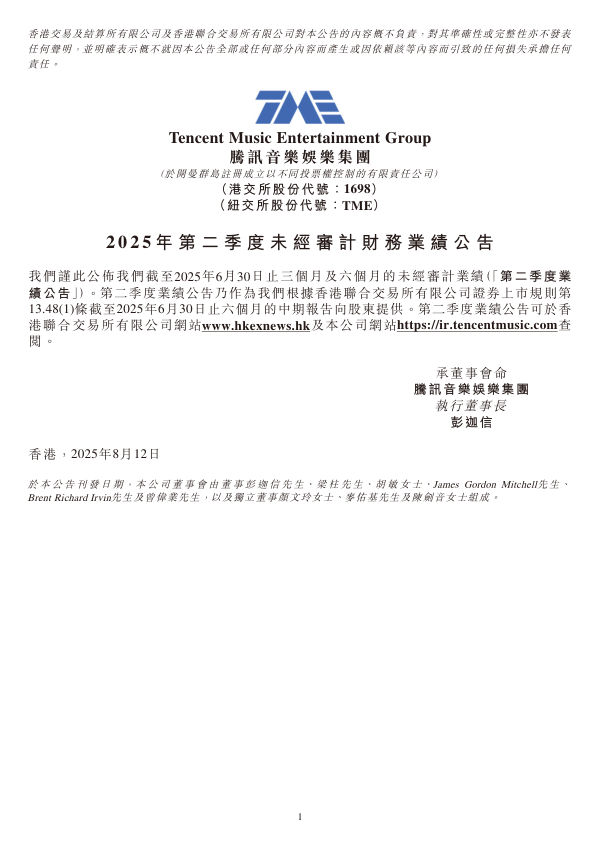 香港交易及結算所有限公司及香港聯合交易所有限公司對本公告的內容概不負責，對其準確性或完整性亦不發表
任何聲明，並明確表示概不就因本公告全部或任何部分內容而產生或因依賴該等內容而引致的任何損失承擔任何
責任。
TME
Tencent Music Entertainment Group
騰訊音樂娛樂集團
(於開曼群島註冊成立以不同投票權控制的有限責任公司)
（港交所股份代號：1698）
（紐交所股份代號：TME）
2025年第二季度未經審計財務業績公告
我們謹此公佈我們截至2025年6月30日止三個月及六個月的未經審計業績(「第二季度業
績公告」)。第二季度業績公告乃作為我們根據香港聯合交易所有限公司證券上市規則第
13.48(1)條截至2025年6月30日止六個月的中期報告向股東提供。第二季度業績公告可於香
港聯合交易所有限公司網站www.hkexnews.hk及本公司網站https://ir.tencentmusic.com查
閱。
承董事會命
騰訊音樂娛樂集團
執行董事長
彭迦信
香港，2025年8月12日
於本公告刊發日期，本公司董事會由董事彭迦信先生、梁柱先生、胡敏女士、James Gordon Mitchell先生、
Brent Richard Irvin先生及曾偉業先生，以及獨立董事顏文玲女士、麥佑基先生及陳劍音女士組成。
1